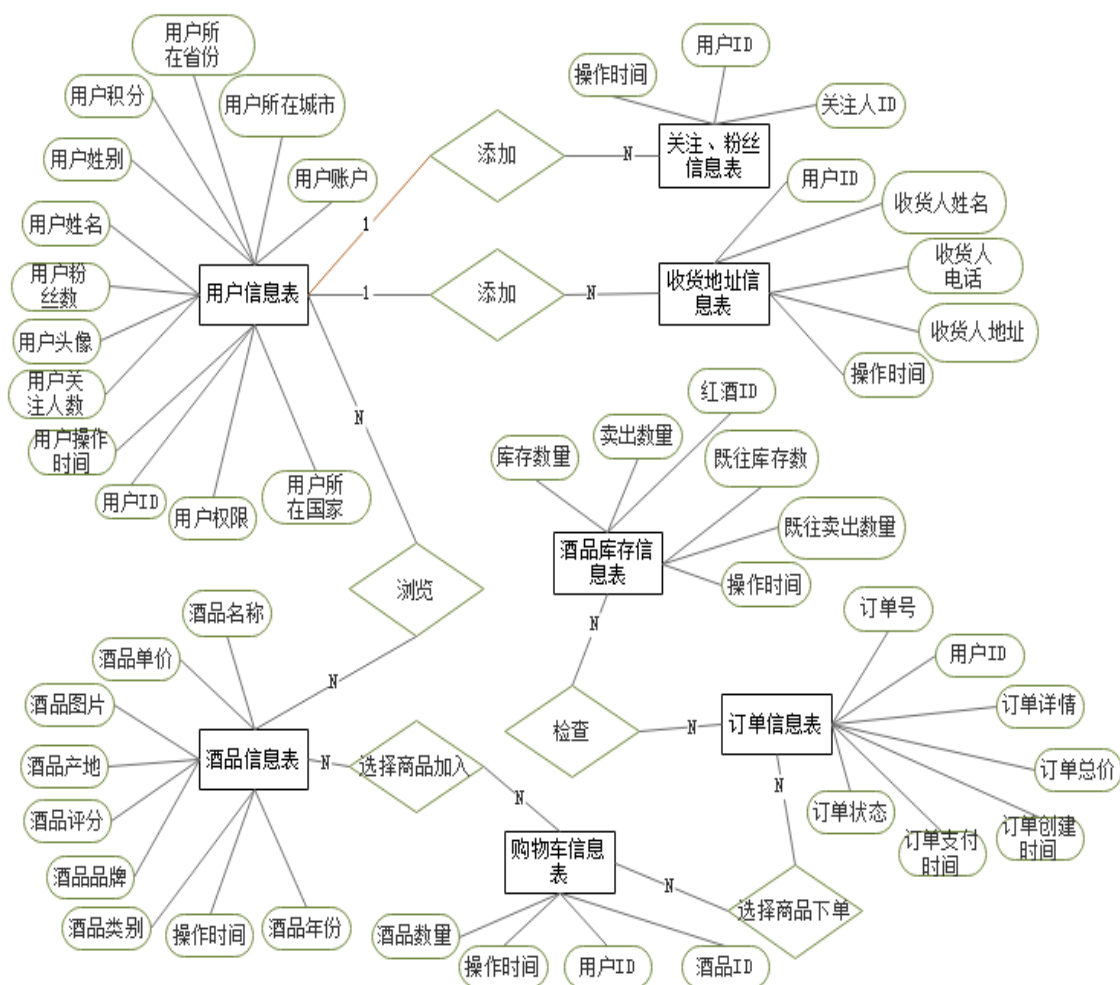 用户所
在省份
用户ID
操作时间
用户积分
用户所在城市
关注人ID
添加
N
关注、粉丝
信息表
用户姓别
用户账户
用户ID
收货人姓名
1
用户姓名
收货人
电话
用户粉
丝数
用户信息表
1
添加
N
收货地址信
息表
用户头像
收货人地址
用户关
注人数
操作时间
红酒ID
N
卖出数量
用户操作
时间
库存数量
既往库存数
用户ID
用户权限
用户所
在国家
既往卖出数量
酒品库存信
息表
浏览
操作时间
酒品名称
订单号
N
酒品单价
用户ID
N
酒品图片
订单详情
酒品信息表
N
选择商品加入
检查
N
订单信息表
酒品产地
订单总价
N
N
酒品评分
订单状态
订单支付
时间
订单创建
时间
购物车信息
表
酒品品牌
N
选择商品下单
酒品类别
操作时间
酒品年份
酒品数量
操作时间
用户ID
酒品ID